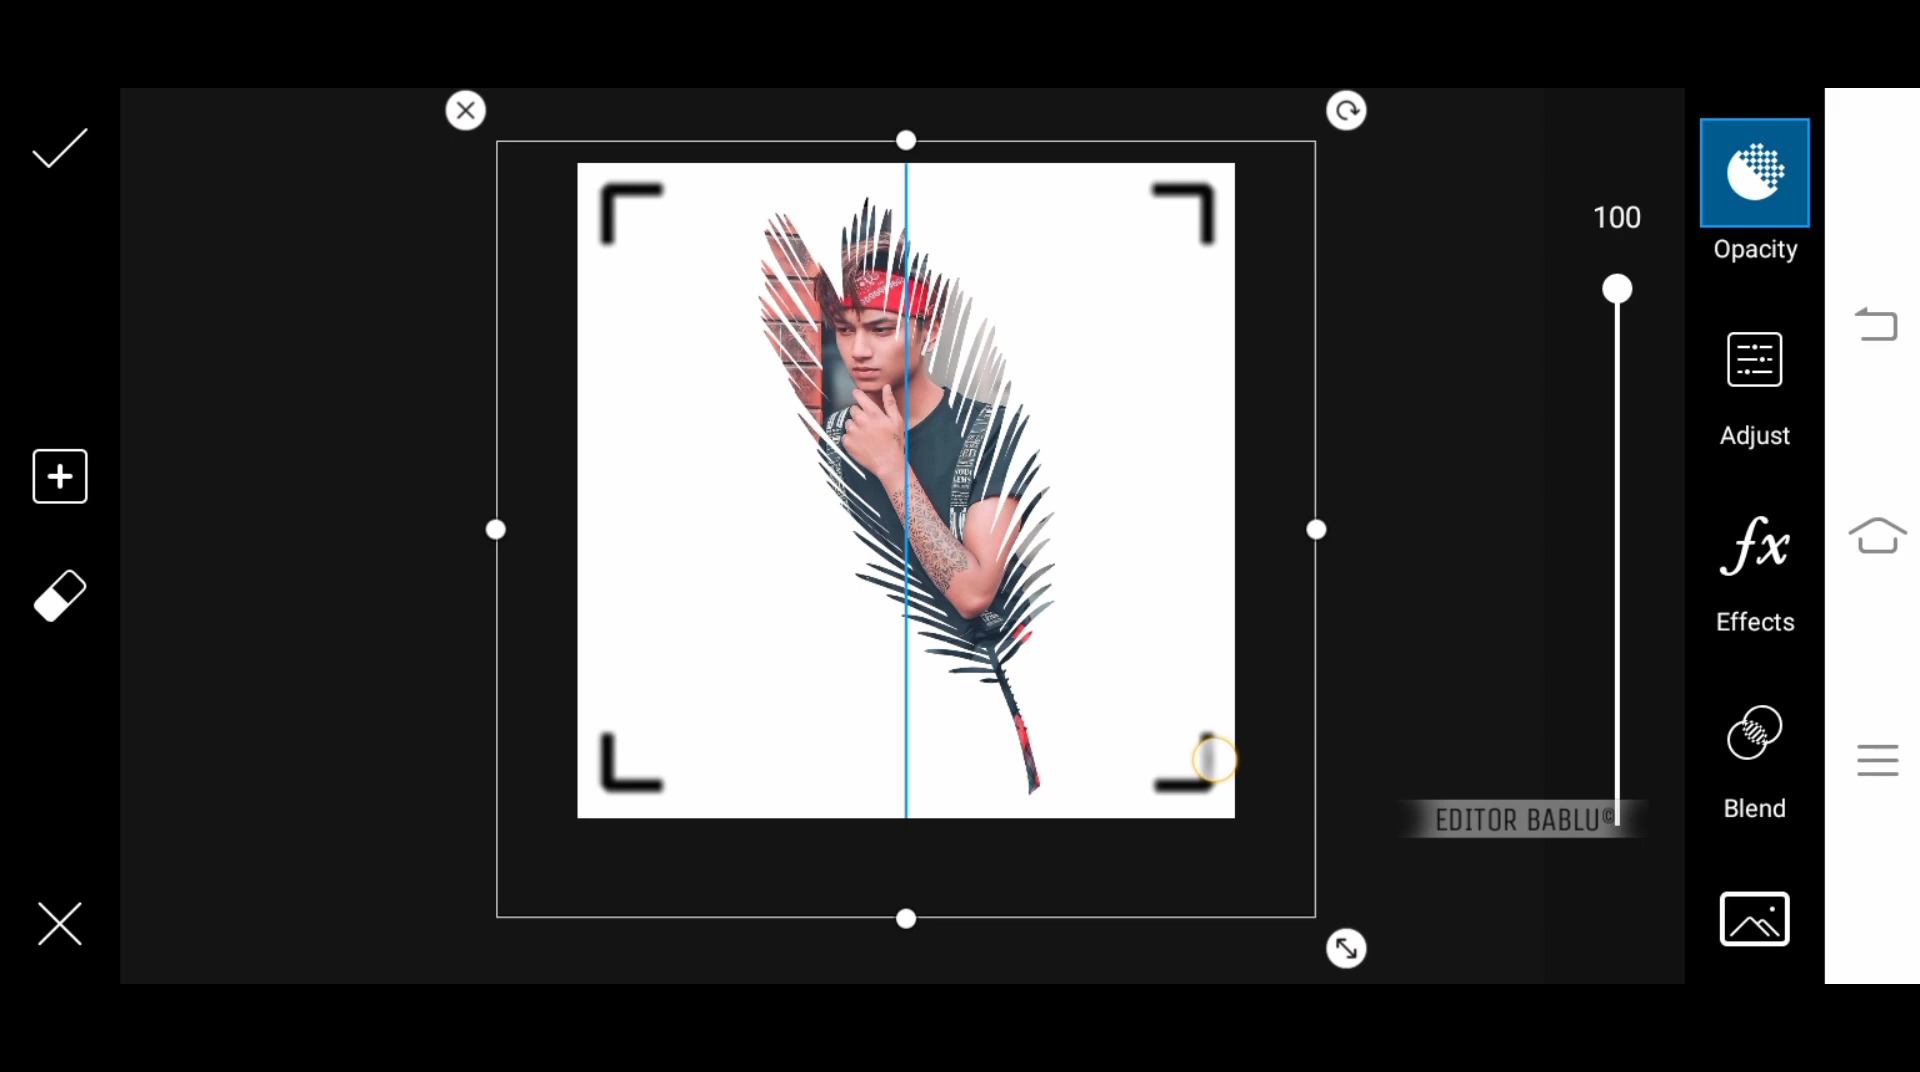 100
Opacity
Adjust
fx
Effects
Blend
EDITOR BABLU©